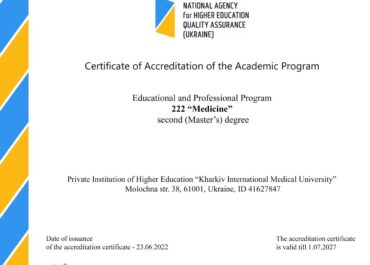 NATIONAL AGENCY
for HIGHER EDUCATION
QUALITY ASSURANCE
(UKRAINE)
Certificate of Accreditation of the Academic Program
Educational and Professional Program
222 “Medicine”
second (Master’s) degree
Private Institution of Higher Education “Kharkiv International Medical University”
Molochna str. 38, 61001, Ukraine, ID 41627847
Date of issuance
of the accreditation certificate - 23.06.2022
The accreditation certificate
is valid till 1.07.2027